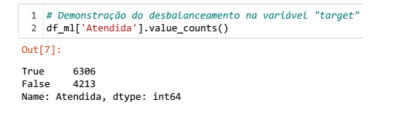 1 # Demonstração do desbalanceamento na variável "target"
2 df_ml['Atendida'].value_counts()
Out[7]:
True 6306
False 4213
Name: Atendida, dtype: int64